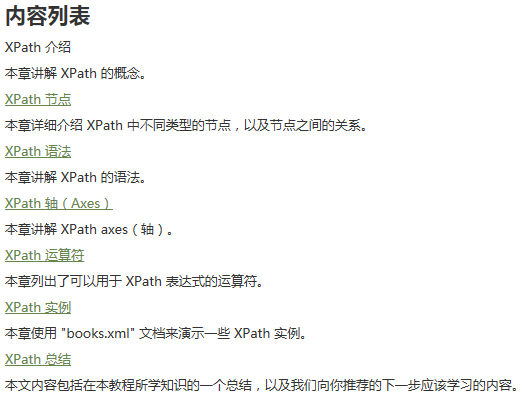 内容列表
XPath 介绍
本章讲解 XPath 的概念。
XPath 节点
本章详细介绍 XPath 中不同类型的节点，以及节点之间的关系。
XPath 语法
本章讲解 XPath 的语法。
XPath 轴（Axes）
本章讲解 XPath axes（轴）。
XPath 运算符
本章列出了可以用于 XPath 表达式的运算符。
XPath 实例
本章使用 "books.xml" 文档来演示一些 XPath 实例。
XPath 总结
本文内容包括在本教程所学知识的一个总结，以及我们向你推荐的下一步应该学习的内容。